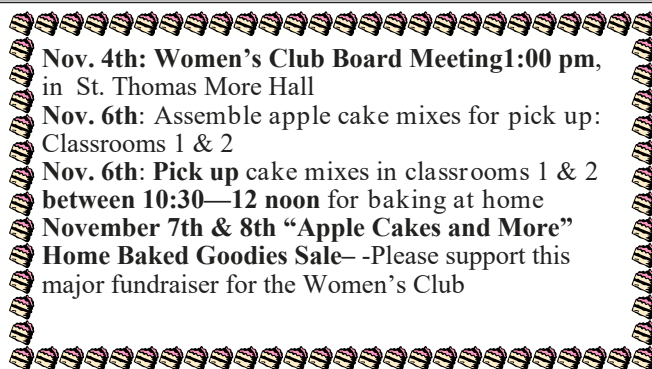 Nov. 4th: Women’s Club Board Meeting1:00 pm,
in St. Thomas More Hall
Nov. 6th: Assemble apple cake mixes for pick up:
Classrooms 1 & 2
Nov. 6th: Pick up cake mixes in classrooms 1 & 2
between 10:30—12 noon for baking at home
November 7th & 8th “Apple Cakes and More”
Home Baked Goodies Sale– -Please support this
major fundraiser for the Women’s Club